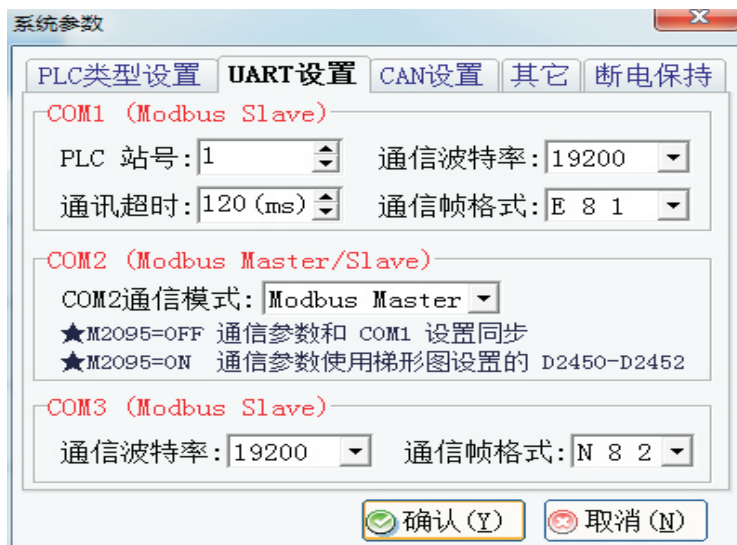 系统参数
PLC类型设置 UART设置 CAN设置 其它 断电保持
COM1 (Modbus Slave)
PLC 站号: 1 通信波特率: 19200
通讯超时: 120(ms) 通信帧格式: E 8 1
COM2 (Modbus Master/Slave)
COM2通信模式: Modbus Master
★M2095=OFF 通信参数和 COM1 设置同步
★M2095=ON 通信参数使用梯形图设置的 D2450-D2452
COM3 (Modbus Slave)
通信波特率: 19200 通信帧格式: N 8 2
确认(Y) 取消(N)